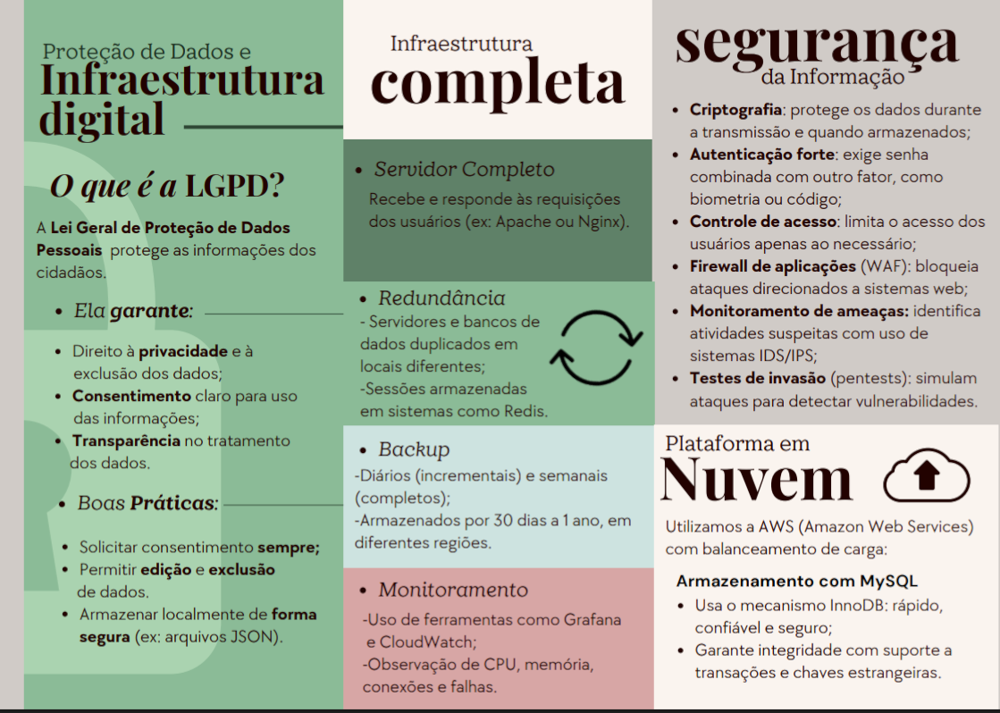 Proteção de Dados e
Infraestrutura
digital
O que é a LGPD?
A Lei Geral de Proteção de Dados
Pessoais protege as informações dos
cidadãos.
• Ela garante:
• Direito à privacidade e à
exclusão dos dados;
• Consentimento claro para uso
das informações;
• Transparência no tratamento
dos dados.
• Boas Práticas:
• Solicitar consentimento sempre;
• Permitir edição e exclusão
de dados.
• Armazenar localmente de forma
segura (ex: arquivos JSON).
Infraestrutura
completa
• Servidor Completo
Recebe e responde às requisições
dos usuários (ex: Apache ou Nginx).
• Redundância
- Servidores e bancos de
dados duplicados em
locais diferentes;
-Sessões armazenadas
em sistemas como Redis.
• Backup
-Diários (incrementais) e semanais
(completos);
-Armazenados por 30 dias a 1 ano, em
diferentes regiões.
• Monitoramento
-Uso de ferramentas como Grafana
e CloudWatch;
-Observação de CPU, memória,
conexões e falhas.
segurança
da Informação
• Criptografia: protege os dados durante
a transmissão e quando armazenados;
• Autenticação forte: exige senha
combinada com outro fator, como
biometria ou código;
• Controle de acesso: limita o acesso dos
usuários apenas ao necessário;
• Firewall de aplicações (WAF): bloqueia
ataques direcionados a sistemas web;
• Monitoramento de ameaças: identifica
atividades suspeitas com uso de
sistemas IDS/IPS;
• Testes de invasão (pentests): simulam
ataques para detectar vulnerabilidades.
Plataforma em
Nuvem
Utilizamos a AWS (Amazon Web Services)
com balanceamento de carga:
Armazenamento com MySQL
• Usa o mecanismo InnoDB: rápido,
confiável e seguro;
• Garante integridade com suporte a
transações e chaves estrangeiras.